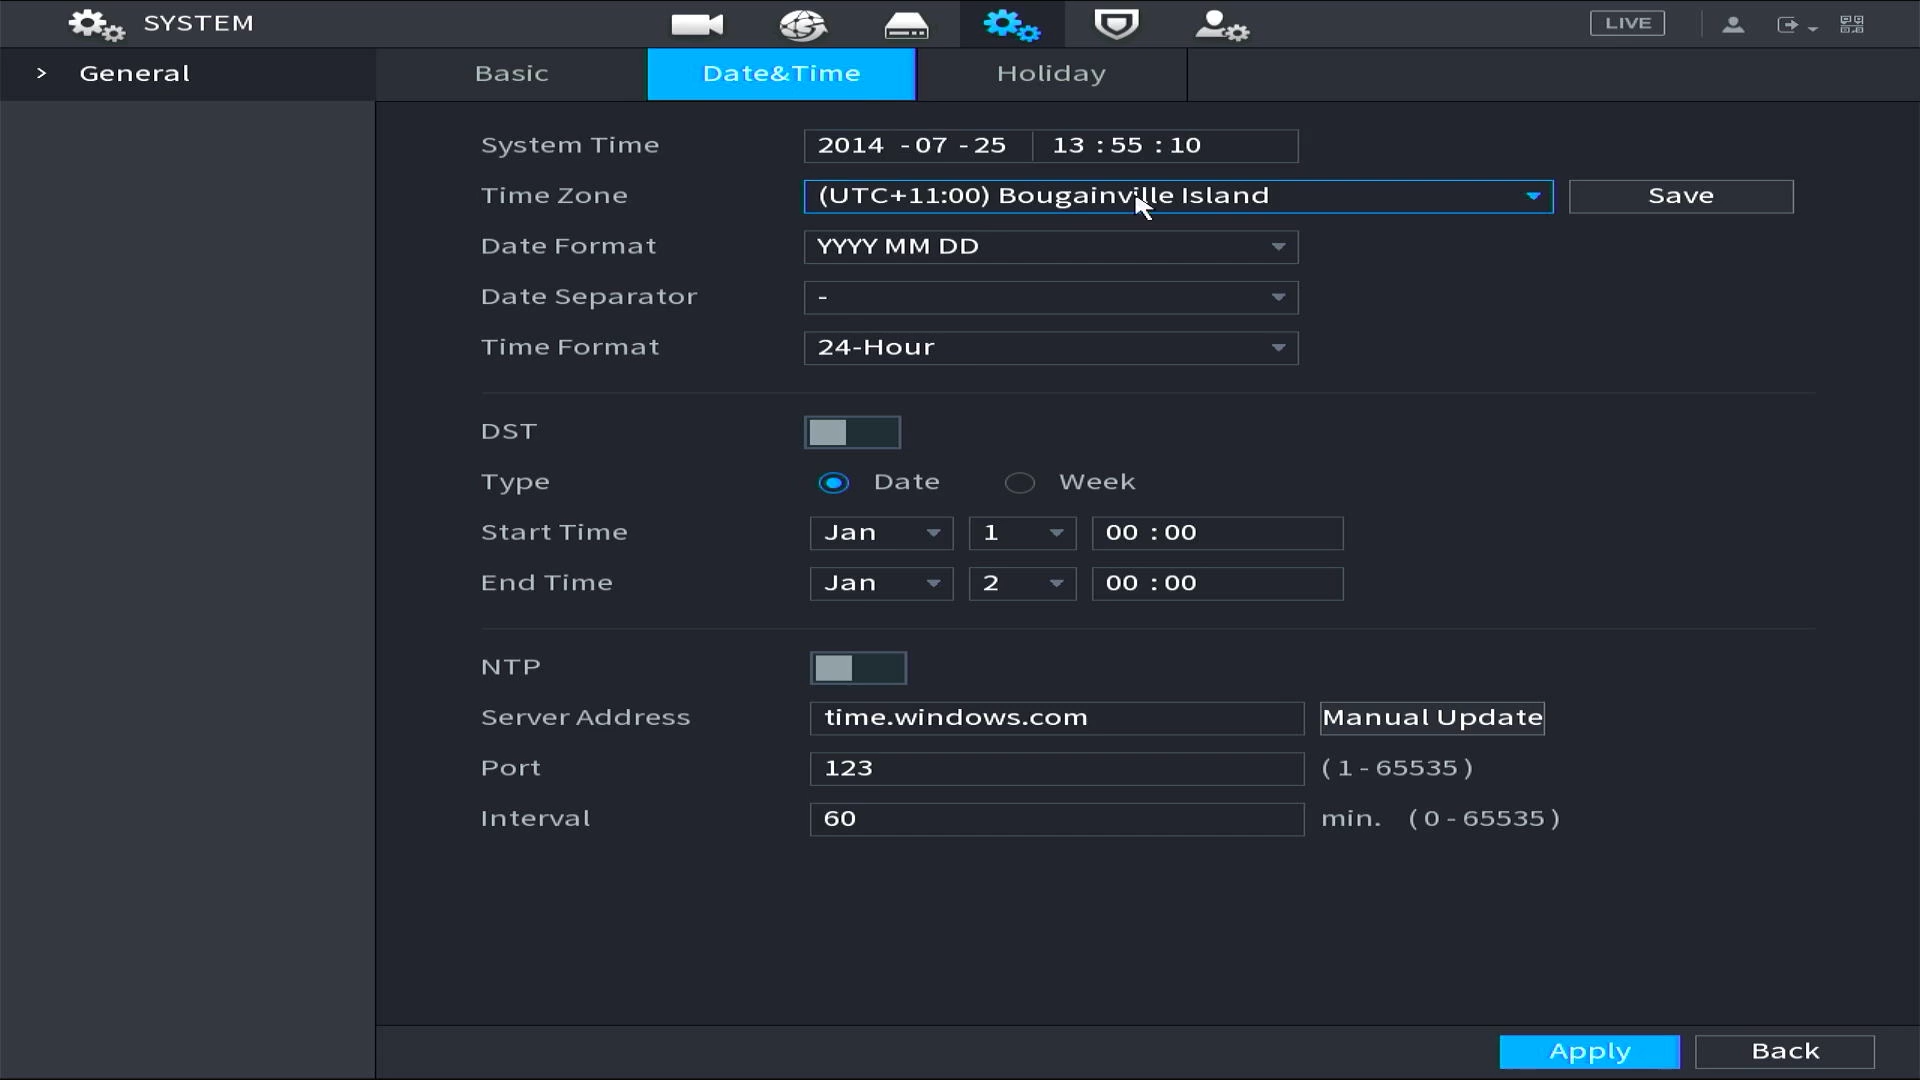 SYSTEM LIVE
> General Basic Date&Time Holiday
System Time 2014 - 07 - 25 13 : 55 : 10
Time Zone (UTC+11:00) Bougainville Island Save
Date Format YYYY MM DD
Date Separator -
Time Format 24-Hour
DST
Type Date Week
Start Time Jan 1 00 : 00
End Time Jan 2 00 : 00
NTP
Server Address time.windows.com Manual Update
Port 123 ( 1 - 65535 )
Interval 60 min. ( 0 - 65535 )
Apply Back